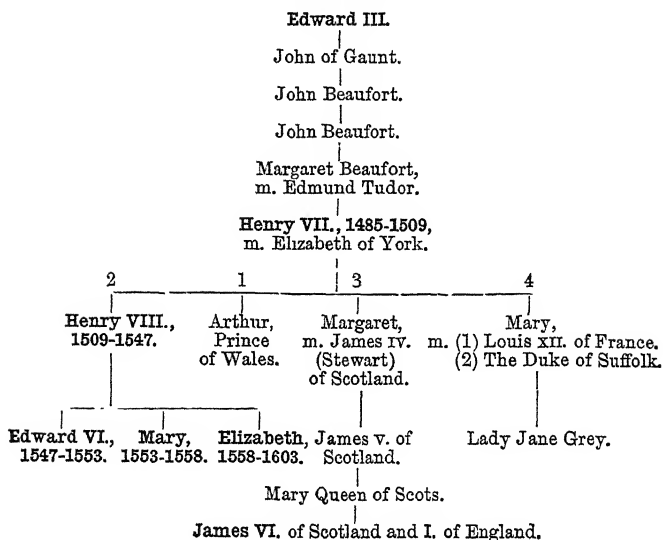 Edward III.
John of Gaunt.
John Beaufort.
John Beaufort.
Margaret Beaufort,
m. Edmund Tudor.
Henry VII., 1485-1509,
m. Elizabeth of York.
2 1 3 4
Henry VIII.,
1509-1547.
Arthur,
Prince
of Wales.
Margaret,
m. James IV.
(Stewart)
of Scotland.
Mary,
m. (1) Louis XII. of France.
(2) The Duke of Suffolk.
Edward VI.,
1547-1553.
Mary,
1553-1558.
Elizabeth,
1558-1603.
James V. of
Scotland.
Lady Jane Grey.
Mary Queen of Scots.
James VI. of Scotland and I. of England.